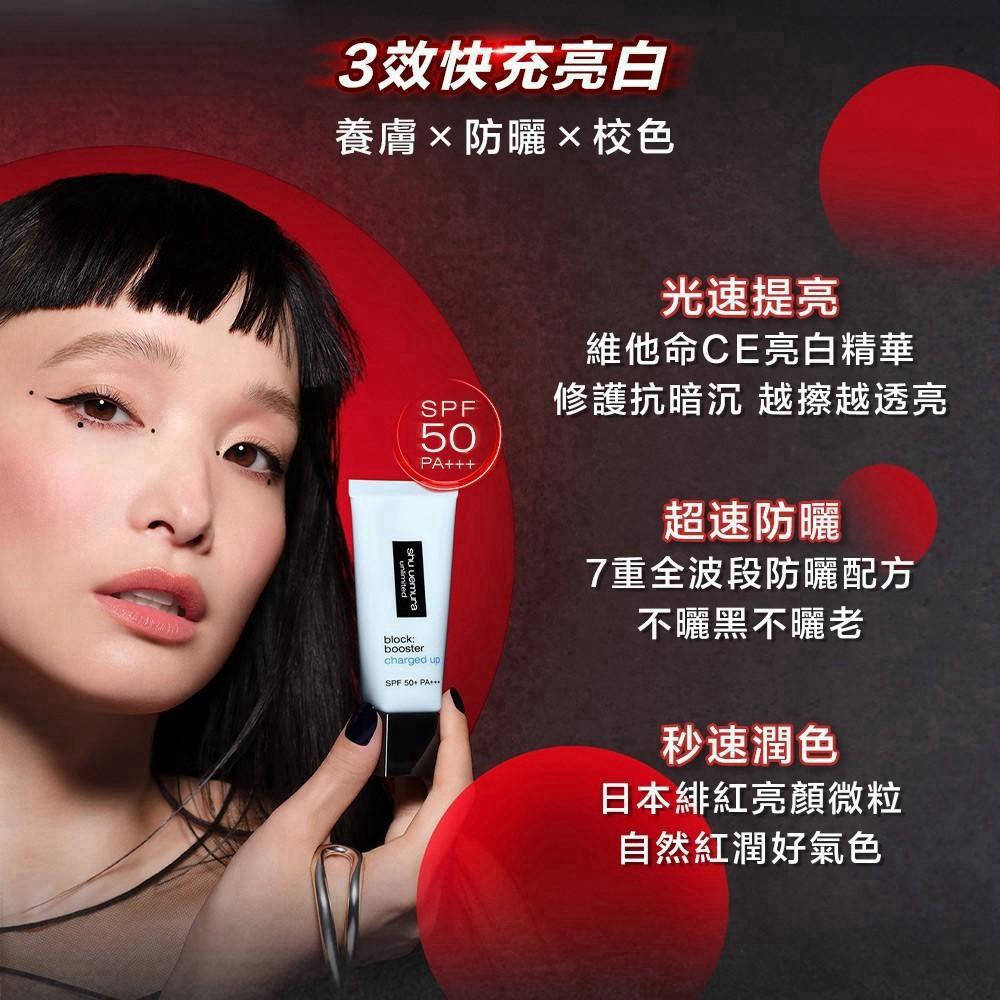 3效快充亮白
養膚×防曬×校色
光速提亮
維他命CE亮白精華
修護抗暗沉 越擦越透亮
SPF
50
PA+++
shu uemura
unlimited
block:
booster
charged up
SPF 50+ PA+++
超速防曬
7重全波段防曬配方
不曬黑不曬老
秒速潤色
日本緋紅亮顏微粒
自然紅潤好氣色